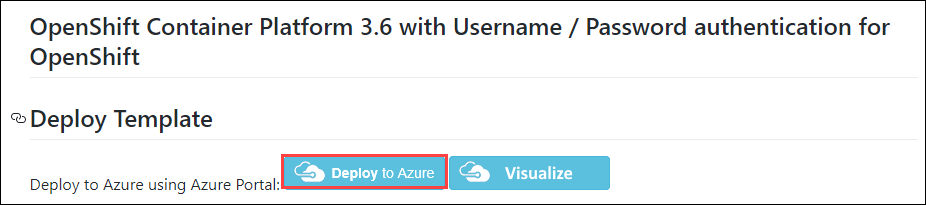 OpenShift Container Platform 3.6 with Username / Password authentication for
OpenShift
Deploy Template
Deploy to Azure using Azure Portal: Deploy to Azure Visualize